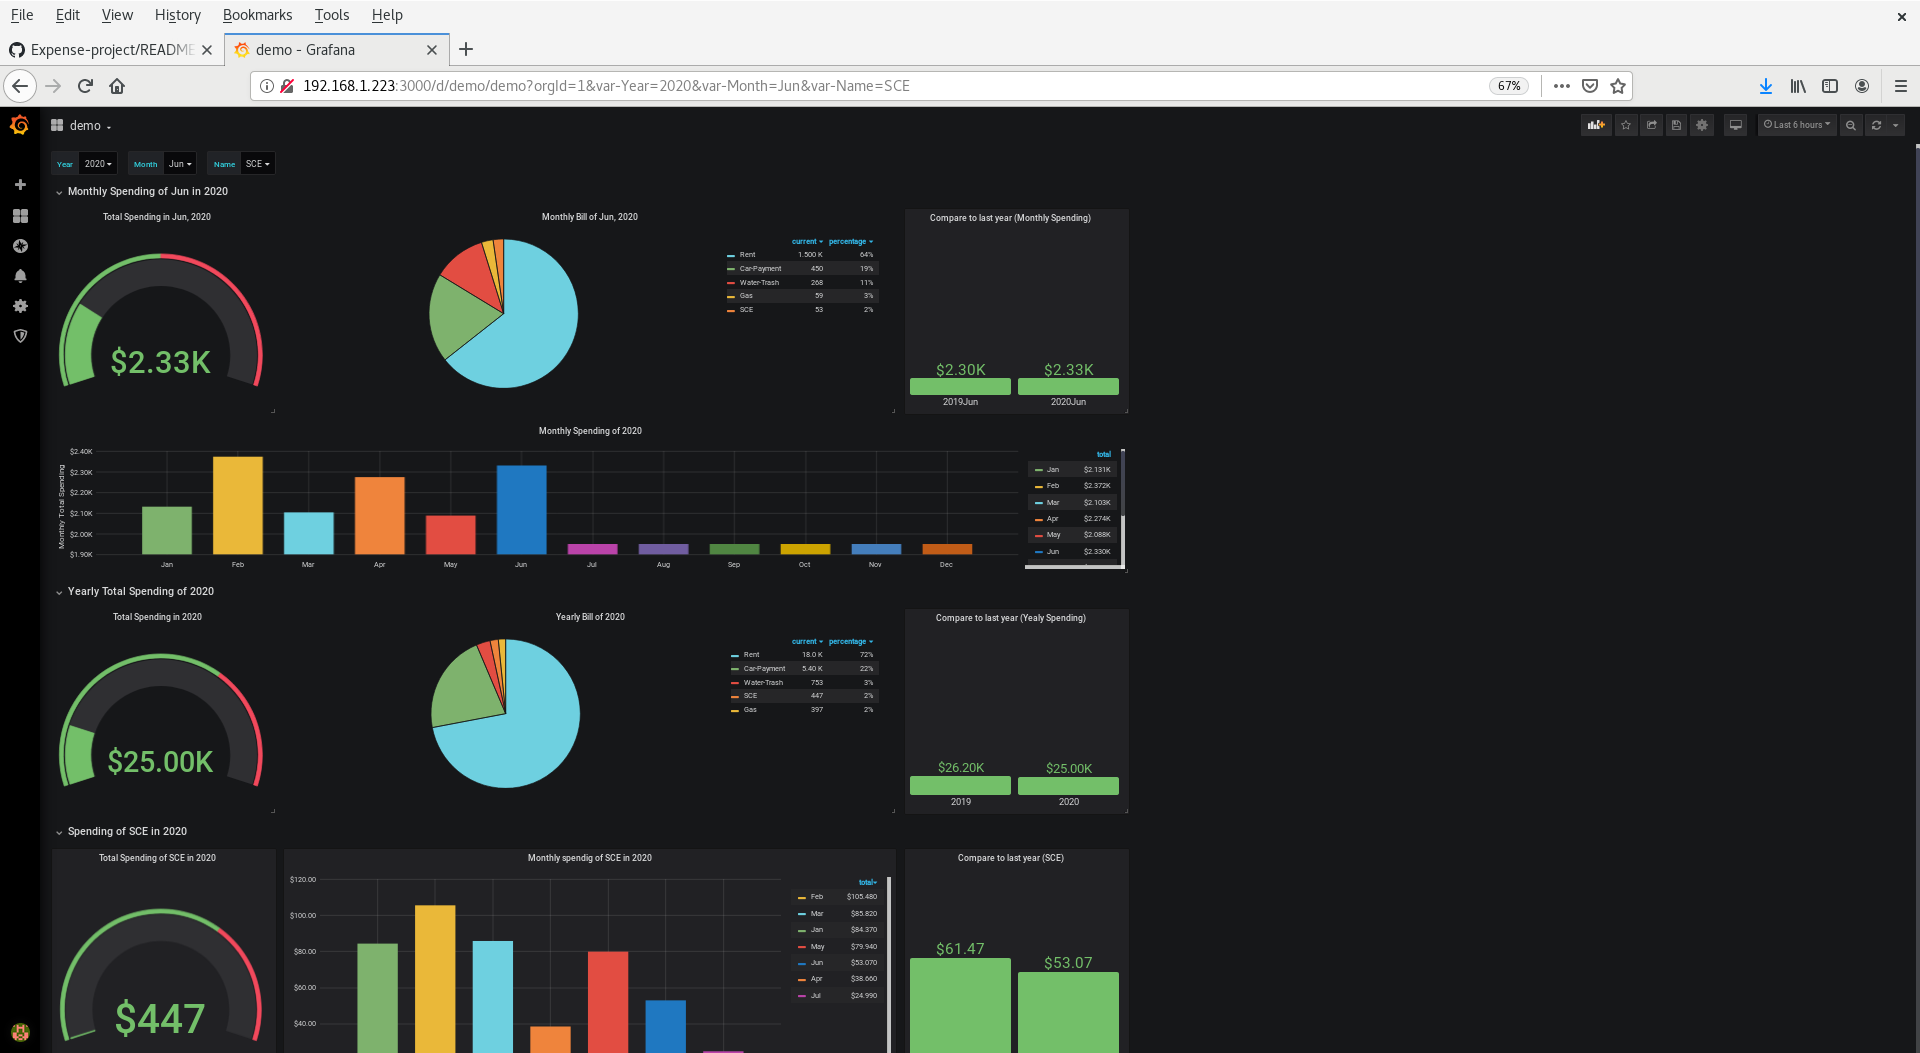 File Edit View History Bookmarks Tools Help
Expense-project/README
demo - Grafana
192.168.1.223:3000/d/demo/demo?orgId=1&var-Year=2020&var-Month=Jun&var-Name=SCE
67%
demo
Last 6 hours
Year 2020 Month Jun Name SCE
Monthly Spending of Jun in 2020
Total Spending in Jun, 2020
$2.33K
Monthly Bill of Jun, 2020
current percentage
Rent 1.500 K 64%
Car-Payment 450 19%
Water-Trash 268 11%
Gas 59 3%
SCE 53 2%
Compare to last year (Monthly Spending)
$2.30K $2.33K
2019Jun 2020Jun
Monthly Spending of 2020
Monthly Total Spending
$2.40K
$2.30K
$2.20K
$2.10K
$2.00K
$1.90K
Jan Feb Mar Apr May Jun Jul Aug Sep Oct Nov Dec
total
Jan $2.131K
Feb $2.372K
Mar $2.103K
Apr $2.274K
May $2.088K
Jun $2.330K
Yearly Total Spending of 2020
Total Spending in 2020
$25.00K
Yearly Bill of 2020
current percentage
Rent 18.0 K 72%
Car-Payment 5.40 K 22%
Water-Trash 753 3%
SCE 447 2%
Gas 397 2%
Compare to last year (Yealy Spending)
$26.20K $25.00K
2019 2020
Spending of SCE in 2020
Total Spending of SCE in 2020
$447
Monthly spendig of SCE in 2020
$120.00
$100.00
$80.00
$60.00
$40.00
total
Feb $105.480
Mar $85.820
Jan $84.370
May $79.940
Jun $53.070
Apr $38.660
Jul $24.990
Compare to last year (SCE)
$61.47 $53.07